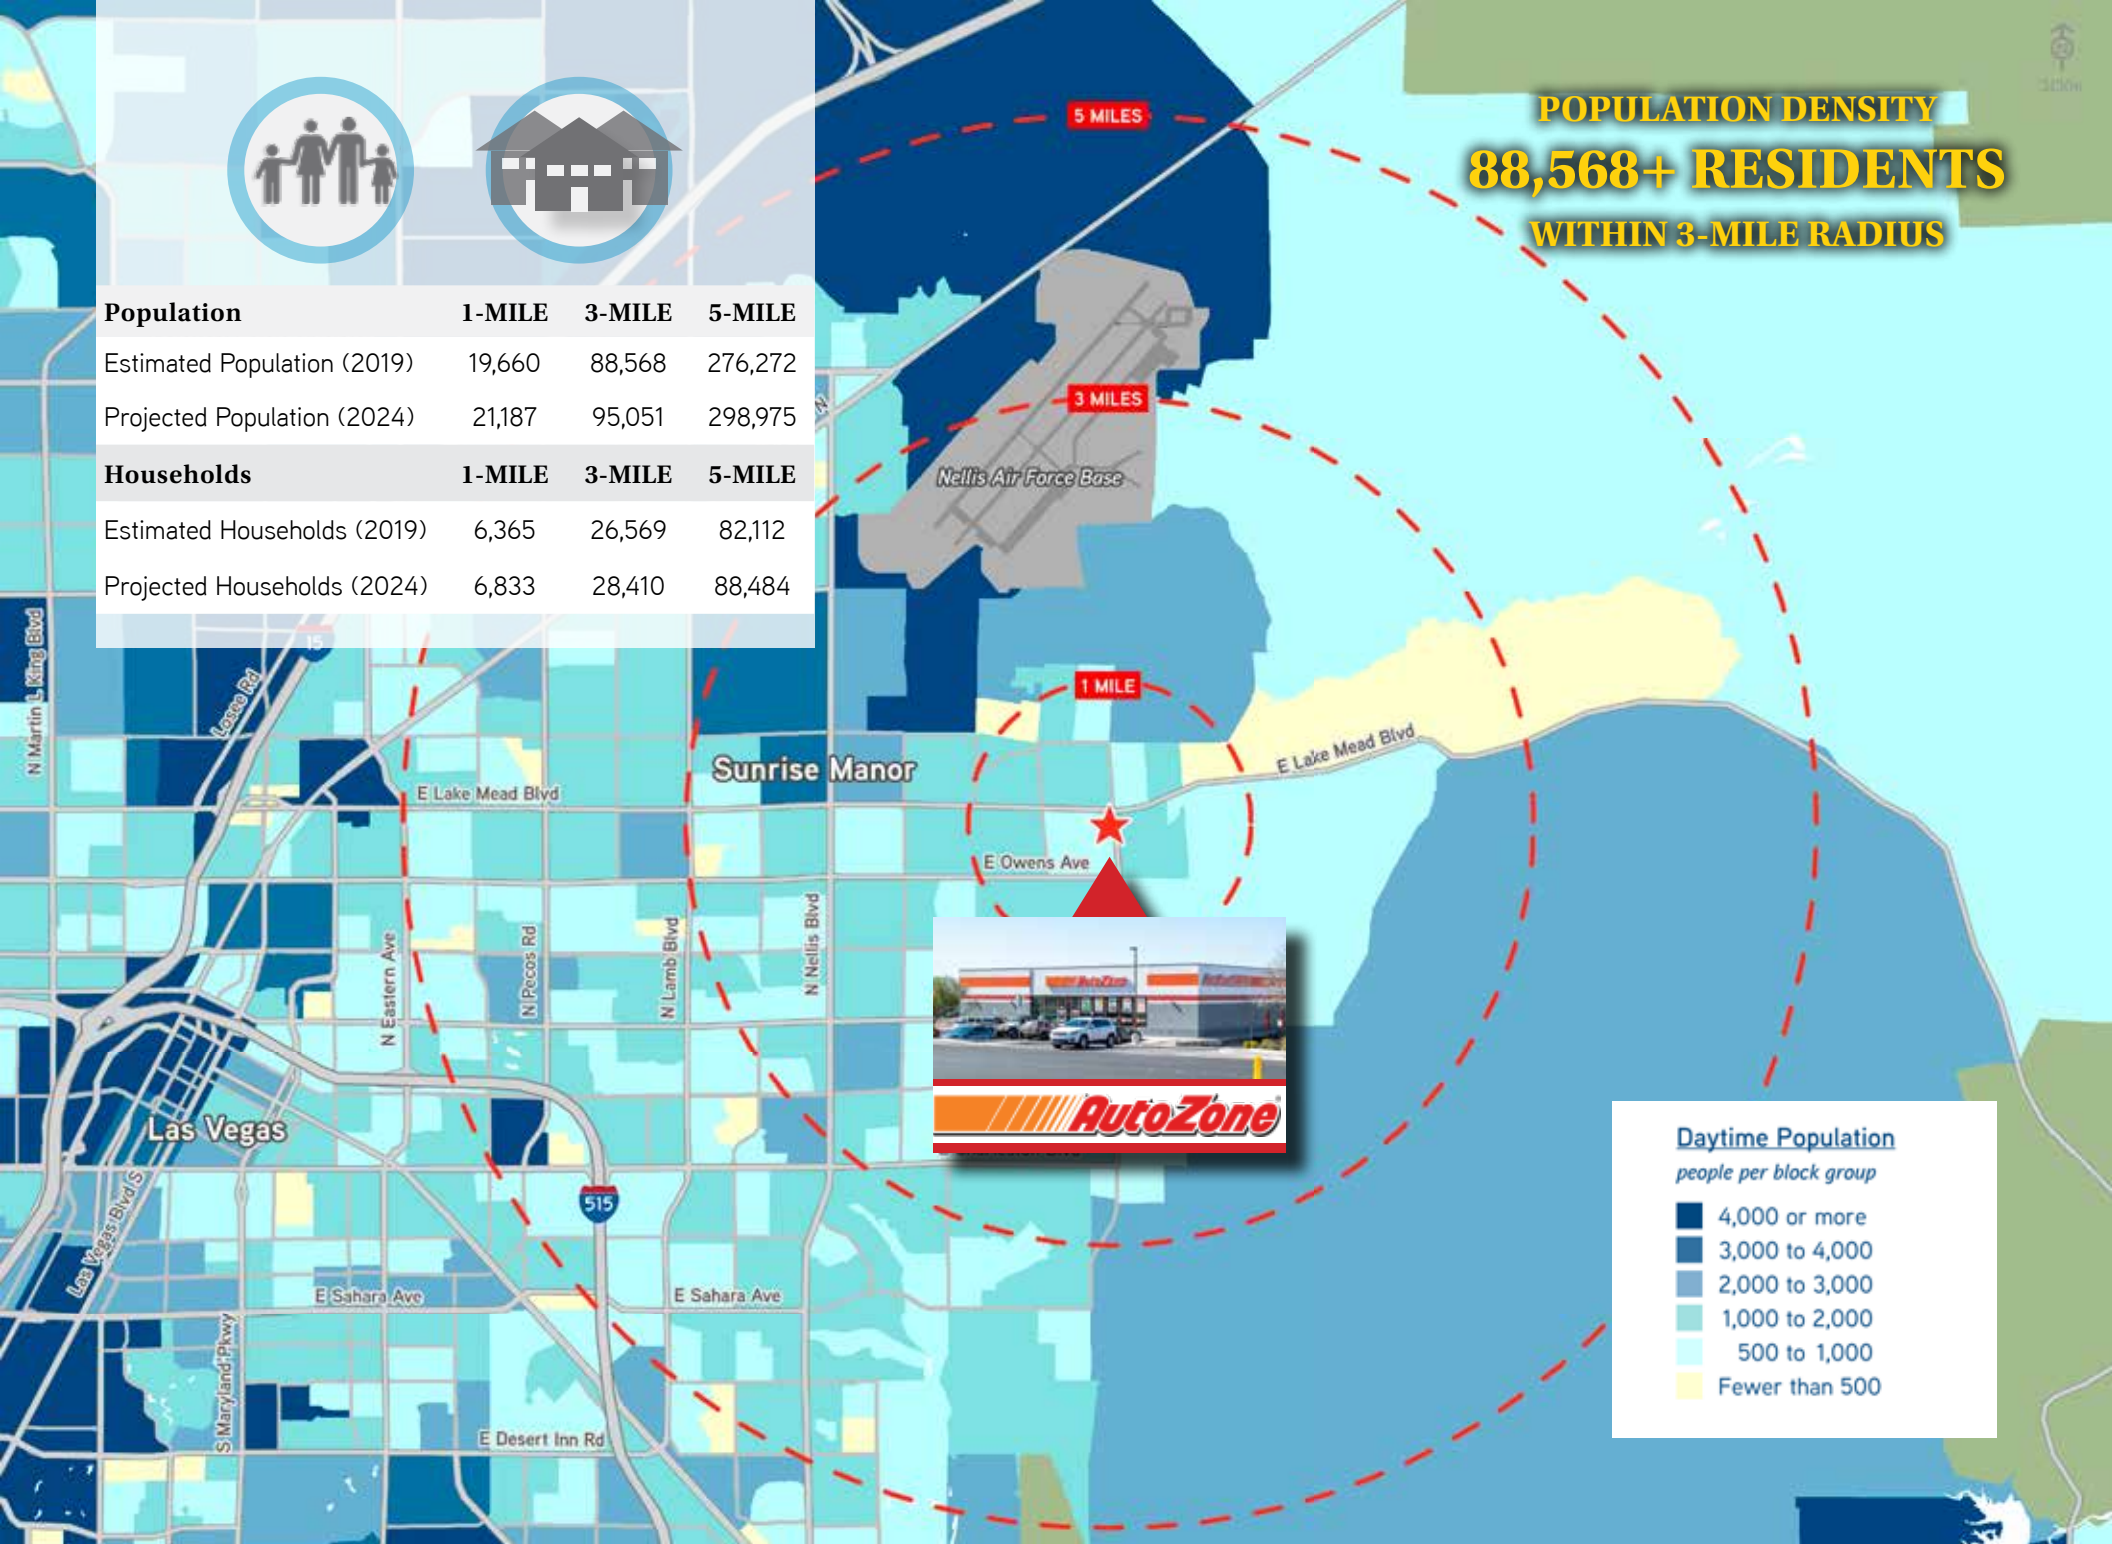 POPULATION DENSITY
88,568+ RESIDENTS
WITHIN 3-MILE RADIUS
Population 1-MILE 3-MILE 5-MILE
Estimated Population (2019) 19,660 88,568 276,272
Projected Population (2024) 21,187 95,051 298,975
Households 1-MILE 3-MILE 5-MILE
Estimated Households (2019) 6,365 26,569 82,112
Projected Households (2024) 6,833 28,410 88,484
5 MILES
3 MILES
Nellis Air Force Base
1 MILE
15
Losee Rd
N Martin L King Blvd
Sunrise Manor
E Lake Mead Blvd
E Lake Mead Blvd
E Owens Ave
N Eastern Ave
N Pecos Rd
N Lamb Blvd
N Nellis Blvd
AutoZone
AutoZone
Las Vegas
Las Vegas Blvd S
515
E Sahara Ave
E Sahara Ave
S Maryland Pkwy
E Desert Inn Rd
Daytime Population
people per block group
4,000 or more
3,000 to 4,000
2,000 to 3,000
1,000 to 2,000
500 to 1,000
Fewer than 500